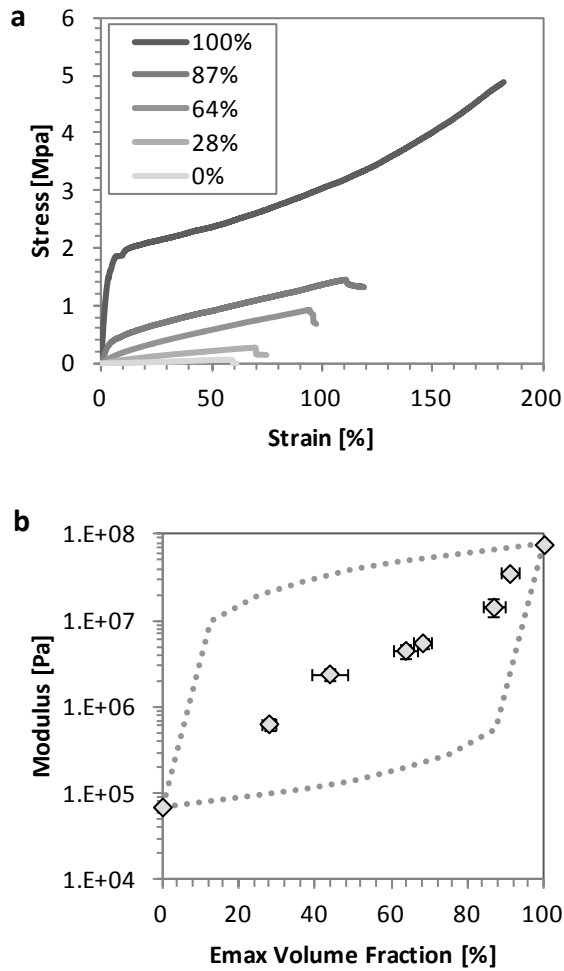 a
6
5
4
3
2
1
0
Stress [Mpa]
100%
87%
64%
28%
0%
0 50 100 150 200
Strain [%]
b
1.E+08
1.E+07
1.E+06
1.E+05
1.E+04
Modulus [Pa]
0 20 40 60 80 100
Emax Volume Fraction [%]